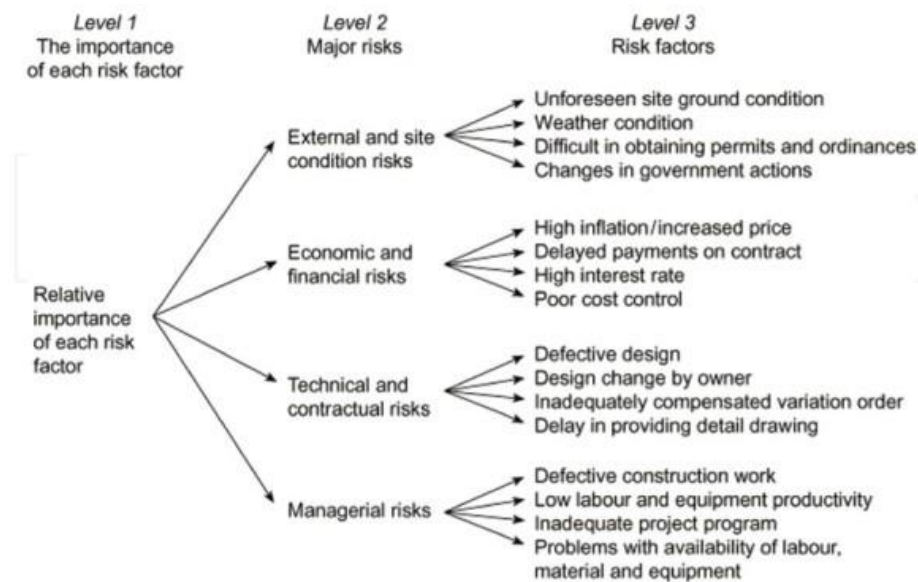 Level 1
The importance
of each risk factor
Level 2
Major risks
Level 3
Risk factors
Relative
importance
of each risk
factor
External and site
condition risks
Unforeseen site ground condition
Weather condition
Difficult in obtaining permits and ordinances
Changes in government actions
Economic and
financial risks
High inflation/increased price
Delayed payments on contract
High interest rate
Poor cost control
Technical and
contractual risks
Defective design
Design change by owner
Inadequately compensated variation order
Delay in providing detail drawing
Managerial risks
Defective construction work
Low labour and equipment productivity
Inadequate project program
Problems with availability of labour,
material and equipment